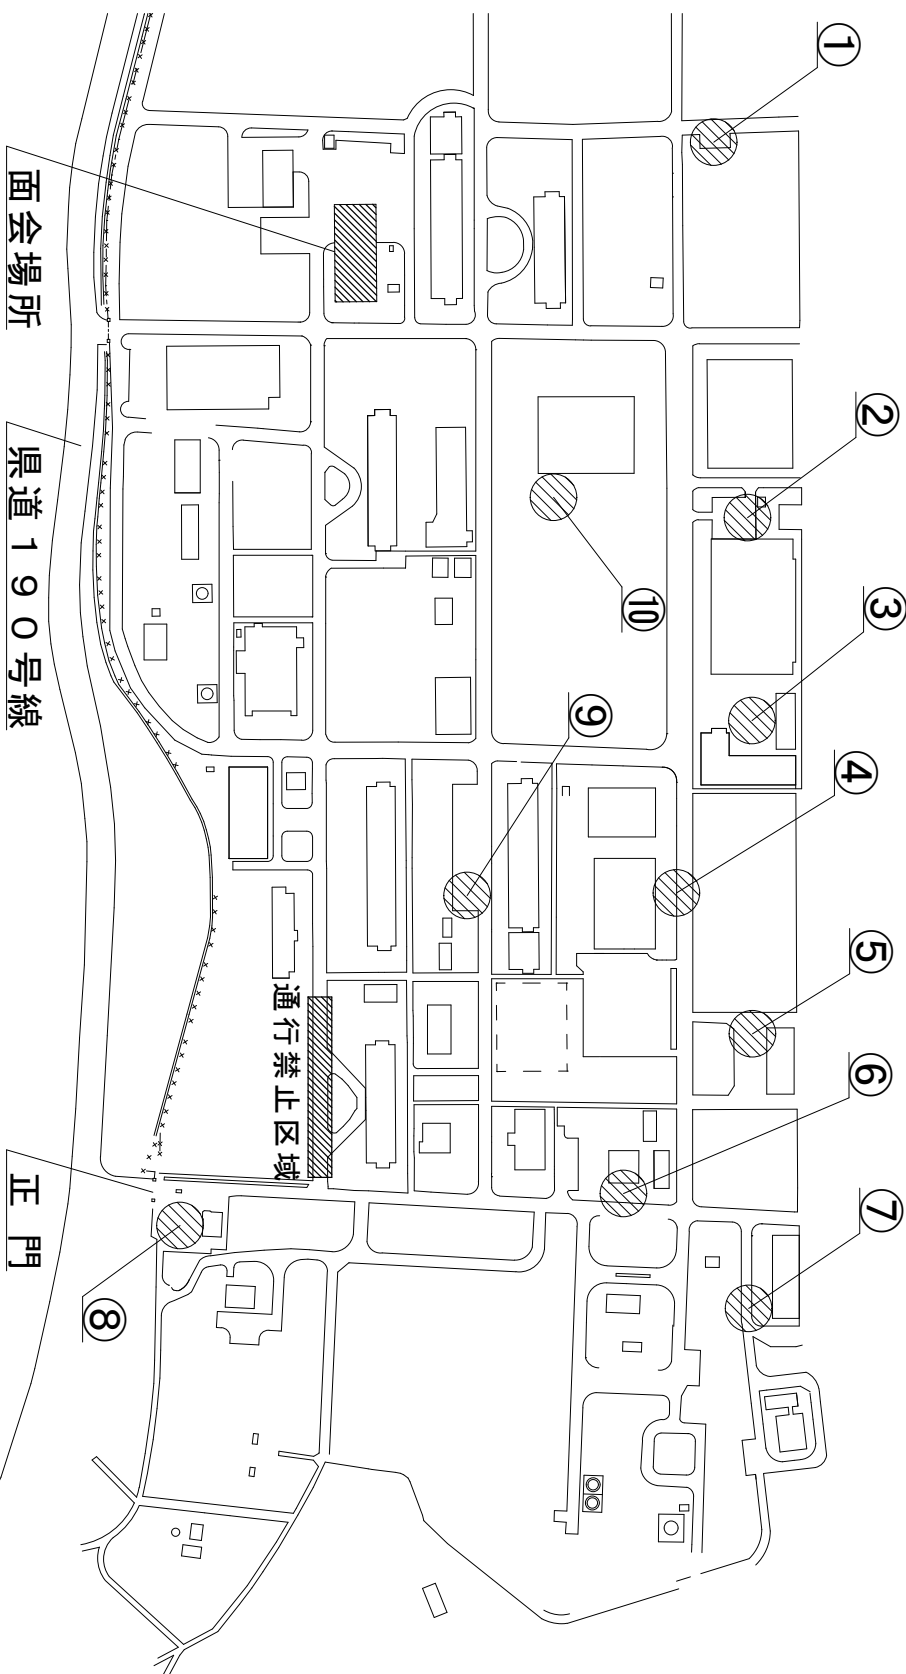 ①
②
③
④
⑤
⑥
⑦
⑩
⑨
通行禁止区域
⑧
面会場所
県道190号線
正門